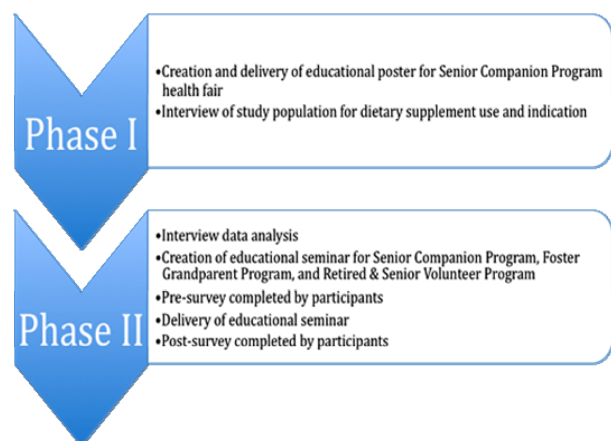 Phase I
•Creation and delivery of educational poster for Senior Companion Program
health fair
•Interview of study population for dietary supplement use and indication
Phase II
•Interview data analysis
•Creation of educational seminar for Senior Companion Program, Foster
Grandparent Program, and Retired & Senior Volunteer Program
•Pre-survey completed by participants
•Delivery of educational seminar
•Post-survey completed by participants